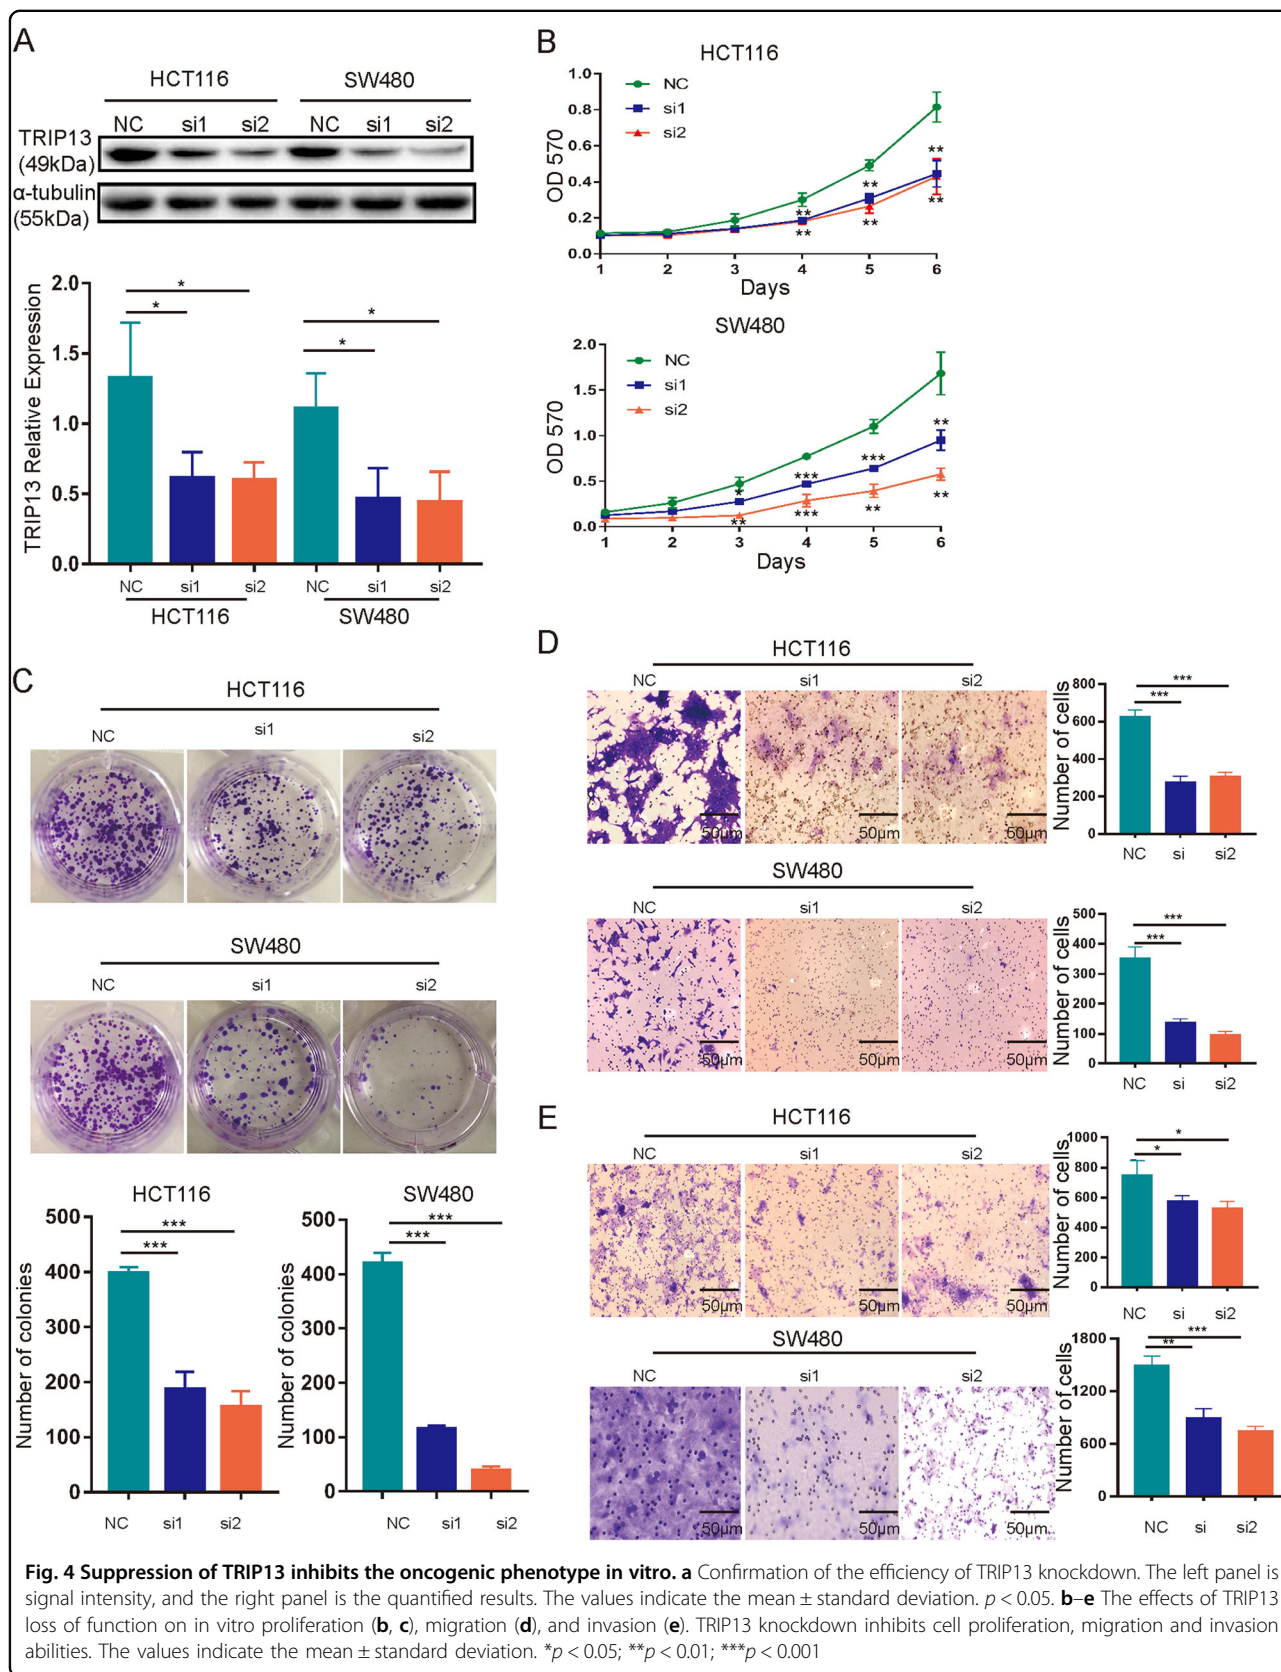 A
HCT116
SW480
NC si1 si2 NC si1 si2
TRIP13
(49kDa)
α-tubulin
(55kDa)
TRIP13 Relative Expression
2.0
1.5
1.0
0.5
0.0
* * * *
NC si1 si2 NC si1 si2
HCT116 SW480
B
HCT116
NC
si1
si2
OD 570
1.0
0.8
0.6
0.4
0.2
0.0
** ** **
** ** **
1 2 3 4 5 6
Days
SW480
NC
si1
si2
OD 570
2.0
1.5
1.0
0.5
0.0
* *** *** **
** *** ** **
1 2 3 4 5 6
Days
C
HCT116
NC si1 si2
SW480
NC si1 si2
HCT116
Number of colonies
500
400
300
200
100
0
***
***
NC si1 si2
SW480
Number of colonies
500
400
300
200
100
0
***
***
NC si1 si2
D
HCT116
NC si1 si2
50μm 50μm 50μm
Number of cells
800
600
400
200
0
***
***
NC si si2
SW480
NC si1 si2
50μm 50μm 50μm
Number of cells
500
400
300
200
100
0
***
***
NC si si2
E
HCT116
NC si1 si2
50μm 50μm 50μm
Number of cells
1000
800
600
400
200
0
*
*
NC si si2
SW480
NC si1 si2
50μm 50μm 50μm
Number of cells
1800
1200
600
0
***
**
NC si si2
Fig. 4 Suppression of TRIP13 inhibits the oncogenic phenotype in vitro. a Confirmation of the efficiency of TRIP13 knockdown. The left panel is
signal intensity, and the right panel is the quantified results. The values indicate the mean ± standard deviation. p < 0.05. b–e The effects of TRIP13
loss of function on in vitro proliferation (b, c), migration (d), and invasion (e). TRIP13 knockdown inhibits cell proliferation, migration and invasion
abilities. The values indicate the mean ± standard deviation. *p < 0.05; **p < 0.01; ***p < 0.001